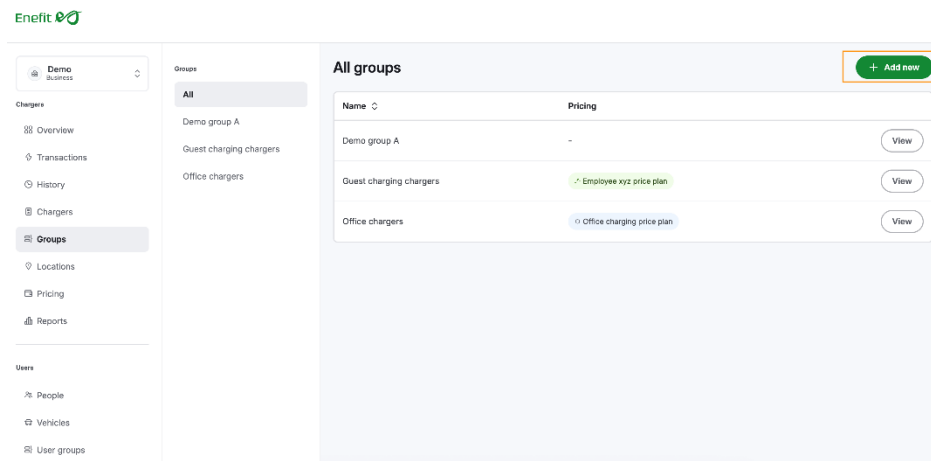 Enefit
Demo
Business
Chargers
Overview
Transactions
History
Chargers
Groups
Locations
Pricing
Reports
Users
People
Vehicles
User groups
Groups
All
Demo group A
Guest charging chargers
Office chargers
All groups
+ Add new
Name Pricing
Demo group A - View
Guest charging chargers Employee xyz price plan View
Office chargers Office charging price plan View